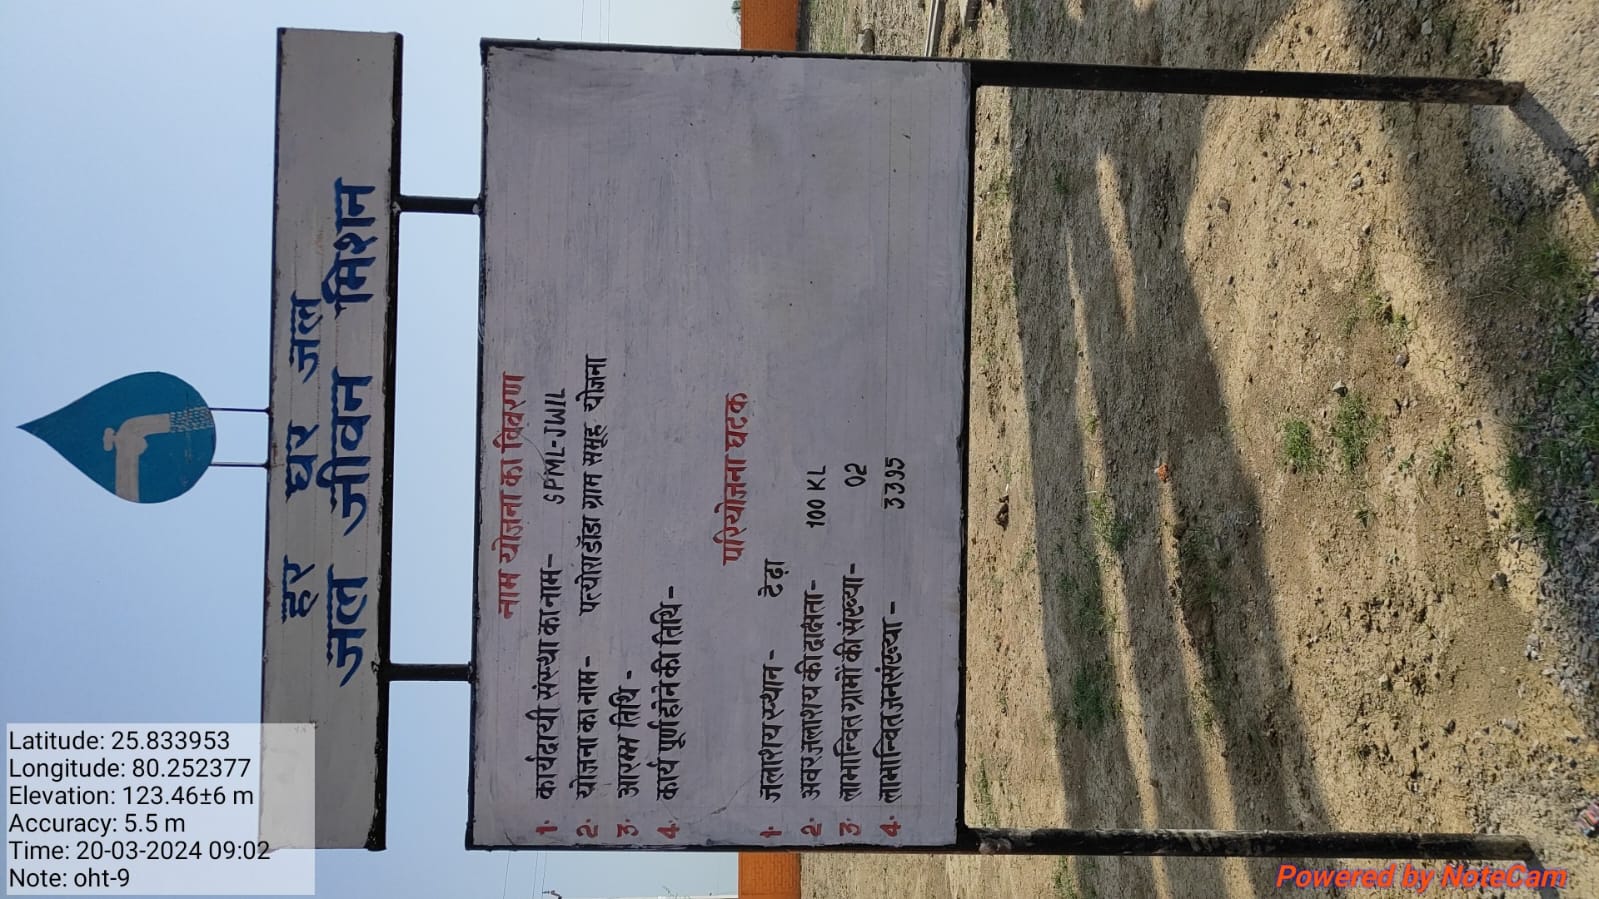 हर घर जल
जल जीवन मिशन
नाम योजना का विवरण
1. कार्यदायी संस्था का नाम- GPML-JWIL
2. योजना का नाम- पत्योराडॉडा ग्राम समूह योजना
3. आरम्भ तिथि -
4. कार्य पूर्ण होने की तिथि -
परियोजना घटक
1. जलाशय स्थान - टेढ़ा
2. अवर जलाशय की क्षमता - 100 KL
3. लाभान्वित ग्रामों की संख्या - 02
4. लाभान्वित जनसंख्या - 3395
Latitude: 25.833953
Longitude: 80.252377
Elevation: 123.46±6 m
Accuracy: 5.5 m
Time: 20-03-2024 09:02
Note: oht-9
Powered by NoteCam